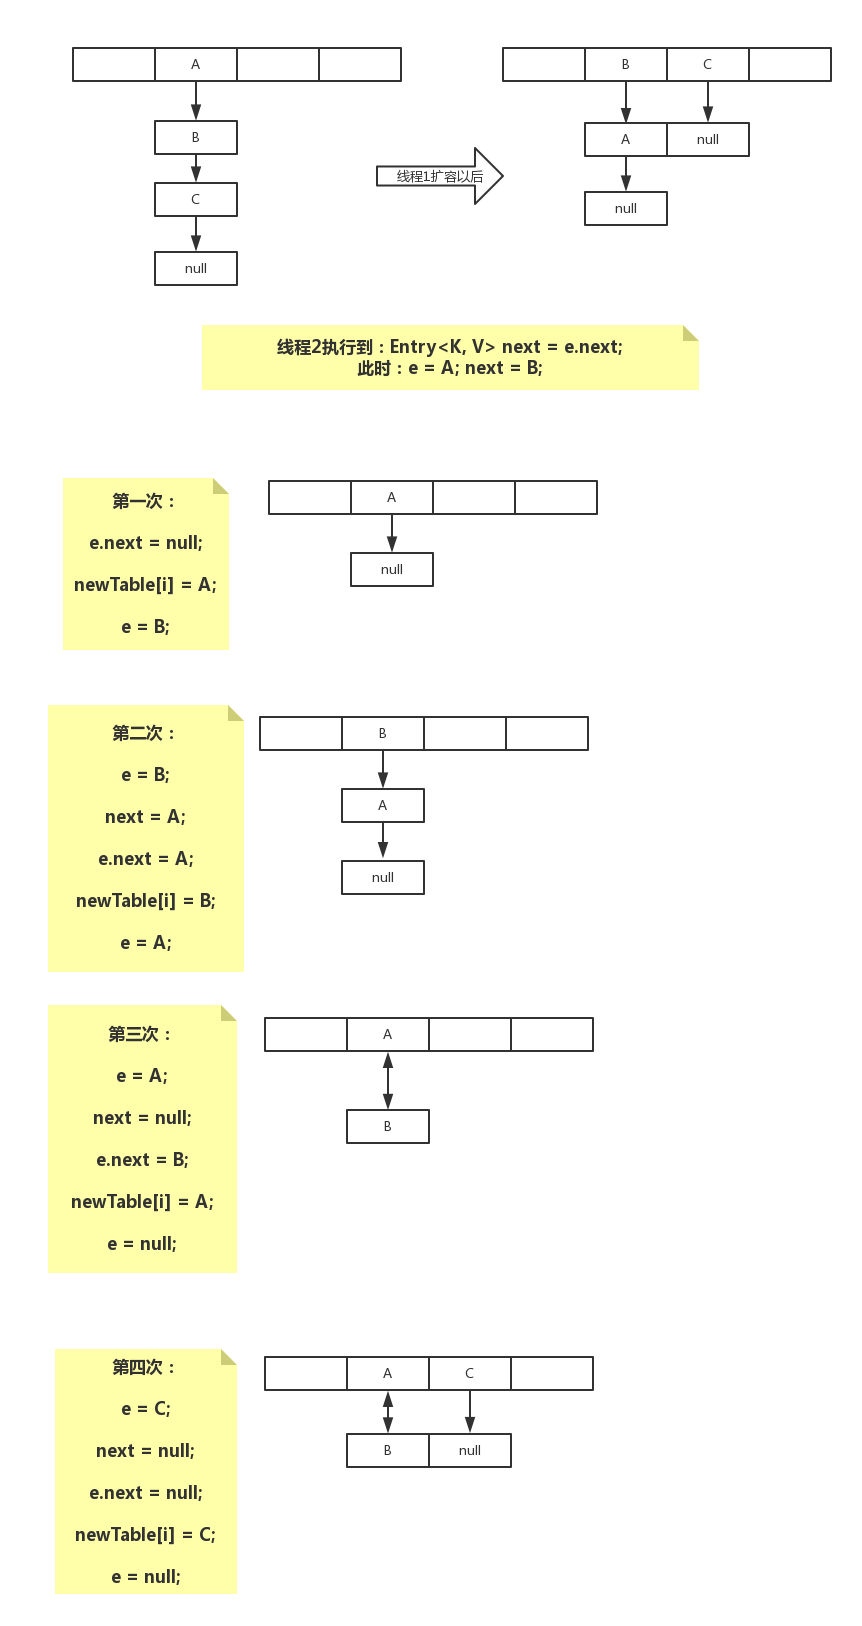 A
B
C
null
线程1扩容以后
B
C
A
null
null
线程2执行到：Entry<K, V> next = e.next;
此时：e = A; next = B;
第一次：
e.next = null;
newTable[i] = A;
e = B;
A
null
第二次：
e = B;
next = A;
e.next = A;
newTable[i] = B;
e = A;
B
A
null
第三次：
e = A;
next = null;
e.next = B;
newTable[i] = A;
e = null;
A
B
第四次：
e = C;
next = null;
e.next = null;
newTable[i] = C;
e = null;
A
C
B
null